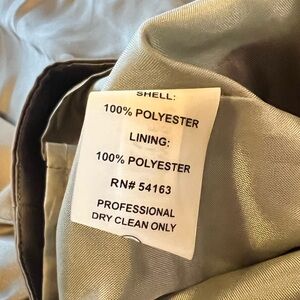 SHELL:
100% POLYESTER
LINING:
100% POLYESTER
RN# 54163
PROFESSIONAL
DRY CLEAN ONLY